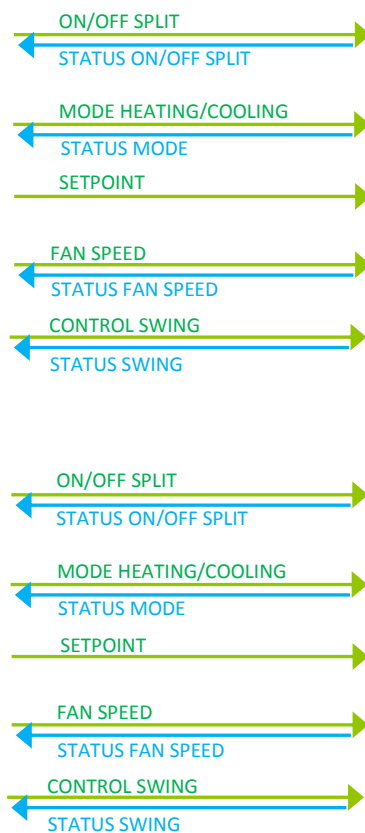 ON/OFF SPLIT
STATUS ON/OFF SPLIT
MODE HEATING/COOLING
STATUS MODE
SETPOINT
FAN SPEED
STATUS FAN SPEED
CONTROL SWING
STATUS SWING
ON/OFF SPLIT
STATUS ON/OFF SPLIT
MODE HEATING/COOLING
STATUS MODE
SETPOINT
FAN SPEED
STATUS FAN SPEED
CONTROL SWING
STATUS SWING